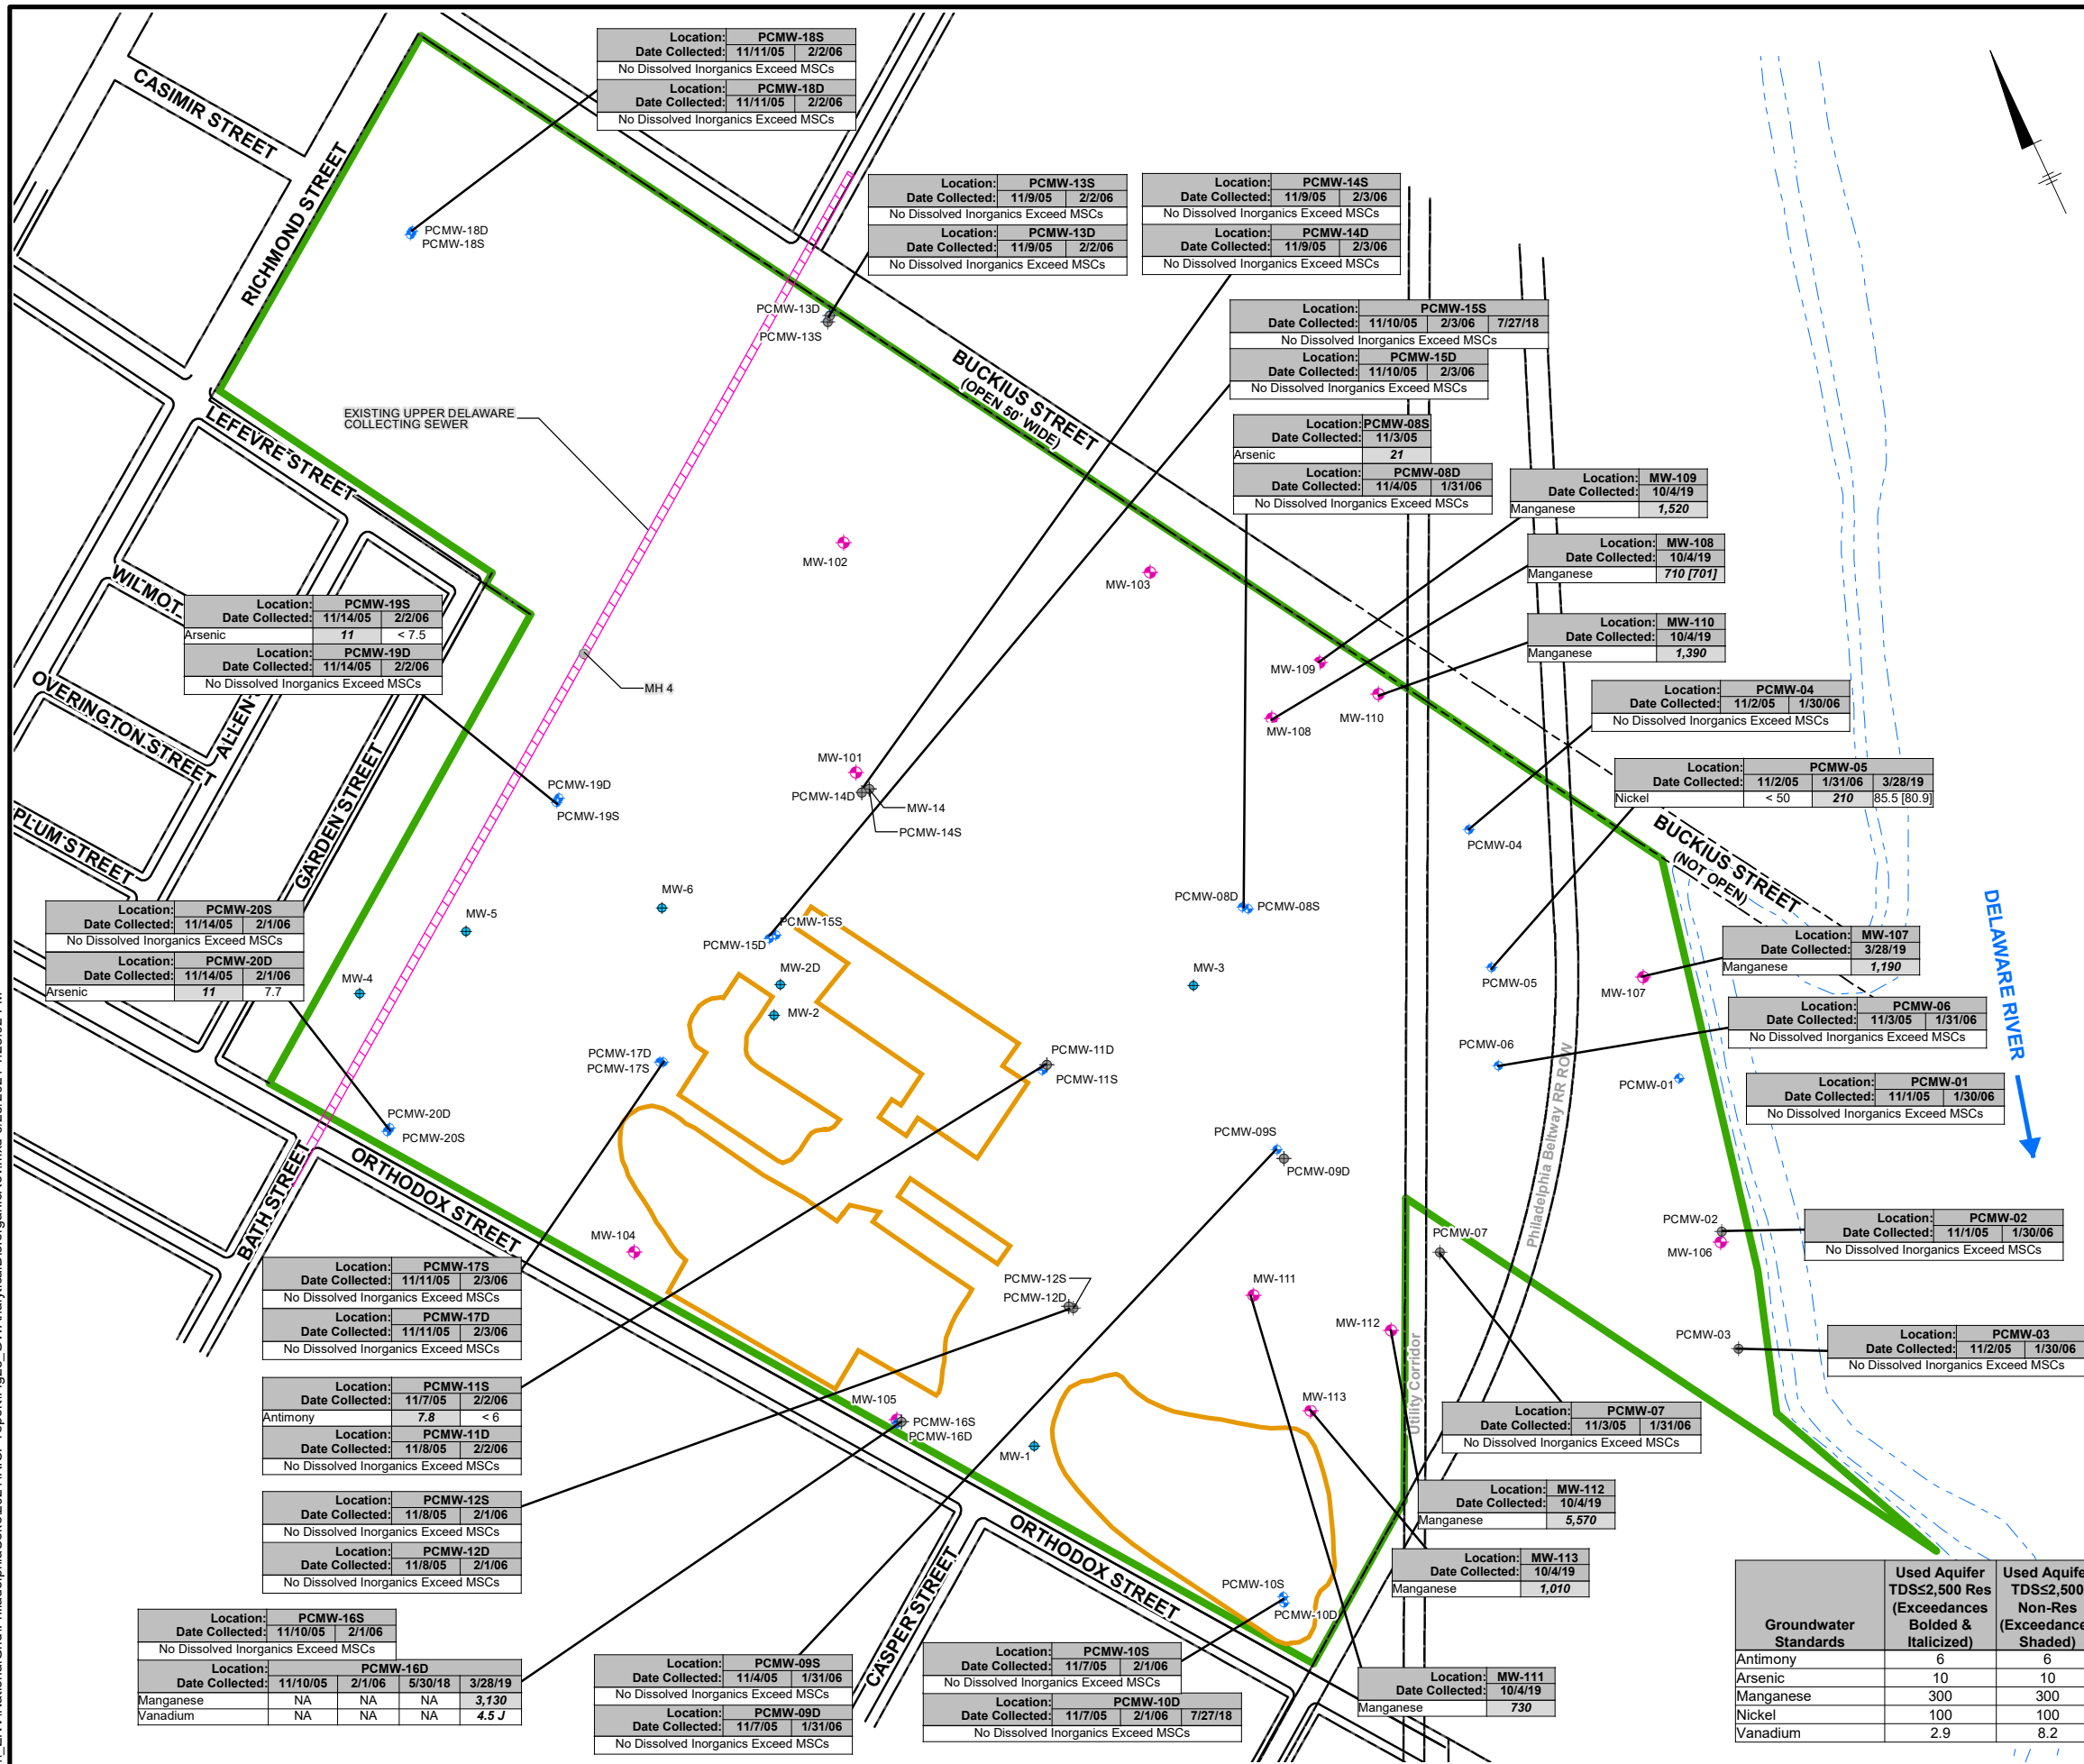 Location: PCMW-18S
Date Collected: 11/11/05 2/2/06
No Dissolved Inorganics Exceed MSCs
Location: PCMW-18D
Date Collected: 11/11/05 2/2/06
No Dissolved Inorganics Exceed MSCs
CASIMIR STREET
RICHMOND STREET
PCMW-18D
PCMW-18S
Location: PCMW-13S
Date Collected: 11/9/05 2/2/06
No Dissolved Inorganics Exceed MSCs
Location: PCMW-13D
Date Collected: 11/9/05 2/2/06
No Dissolved Inorganics Exceed MSCs
Location: PCMW-14S
Date Collected: 11/9/05 2/3/06
No Dissolved Inorganics Exceed MSCs
Location: PCMW-14D
Date Collected: 11/9/05 2/3/06
No Dissolved Inorganics Exceed MSCs
PCMW-13D
PCMW-13S
Location: PCMW-15S
Date Collected: 11/10/05 2/3/06 7/27/18
No Dissolved Inorganics Exceed MSCs
Location: PCMW-15D
Date Collected: 11/10/05 2/3/06
No Dissolved Inorganics Exceed MSCs
BUCKIUS STREET
(OPEN 50' WIDE)
EXISTING UPPER DELAWARE
COLLECTING SEWER
LEFEVRE STREET
Location: PCMW-08S
Date Collected: 11/3/05
Arsenic 21
Location: PCMW-08D
Date Collected: 11/4/05 1/31/06
No Dissolved Inorganics Exceed MSCs
Location: MW-109
Date Collected: 10/4/19
Manganese 1,520
Location: MW-108
Date Collected: 10/4/19
Manganese 710 [701]
MW-102
MW-103
WILMOT
Location: PCMW-19S
Date Collected: 11/14/05 2/2/06
Arsenic 11 < 7.5
Location: PCMW-19D
Date Collected: 11/14/05 2/2/06
No Dissolved Inorganics Exceed MSCs
Location: MW-110
Date Collected: 10/4/19
Manganese 1,390
MH 4
MW-109
MW-110
MW-108
Location: PCMW-04
Date Collected: 11/2/05 1/30/06
No Dissolved Inorganics Exceed MSCs
OVERINGTON STREET
ALLEN
GARDEN STREET
PLUM STREET
MW-101
PCMW-14D
MW-14
PCMW-14S
PCMW-19D
PCMW-19S
Location: PCMW-05
Date Collected: 11/2/05 1/31/06 3/28/19
Nickel < 50 210 85.5 [80.9]
PCMW-04
BUCKIUS STREET
(NOT OPEN)
Location: PCMW-20S
Date Collected: 11/14/05 2/1/06
No Dissolved Inorganics Exceed MSCs
Location: PCMW-20D
Date Collected: 11/14/05 2/1/06
Arsenic 11 7.7
MW-6
MW-5
MW-4
PCMW-15S
PCMW-15D
MW-2D
MW-2
PCMW-08D
PCMW-08S
MW-3
PCMW-05
MW-107
DELAWARE RIVER
Location: MW-107
Date Collected: 3/28/19
Manganese 1,190
Location: PCMW-06
Date Collected: 11/3/05 1/31/06
No Dissolved Inorganics Exceed MSCs
PCMW-17D
PCMW-17S
PCMW-11D
PCMW-11S
PCMW-06
PCMW-01
Philadelphia Beltway RR ROW
Location: PCMW-01
Date Collected: 11/1/05 1/30/06
No Dissolved Inorganics Exceed MSCs
PCMW-20D
PCMW-20S
BATH STREET
ORTHODOX STREET
PCMW-09S
PCMW-09D
MW-104
PCMW-07
PCMW-02
MW-106
Location: PCMW-02
Date Collected: 11/1/05 1/30/06
No Dissolved Inorganics Exceed MSCs
Location: PCMW-17S
Date Collected: 11/11/05 2/3/06
No Dissolved Inorganics Exceed MSCs
Location: PCMW-17D
Date Collected: 11/11/05 2/3/06
No Dissolved Inorganics Exceed MSCs
PCMW-12S
PCMW-12D
MW-111
MW-112
Utility Corridor
PCMW-03
Location: PCMW-03
Date Collected: 11/2/05 1/30/06
No Dissolved Inorganics Exceed MSCs
Location: PCMW-11S
Date Collected: 11/7/05 2/2/06
Antimony 7.8 < 6
Location: PCMW-11D
Date Collected: 11/8/05 2/2/06
No Dissolved Inorganics Exceed MSCs
MW-105
PCMW-16S
PCMW-16D
MW-1
MW-113
Location: PCMW-07
Date Collected: 11/3/05 1/31/06
No Dissolved Inorganics Exceed MSCs
Location: PCMW-12S
Date Collected: 11/8/05 2/1/06
No Dissolved Inorganics Exceed MSCs
Location: PCMW-12D
Date Collected: 11/8/05 2/1/06
No Dissolved Inorganics Exceed MSCs
Location: MW-112
Date Collected: 10/4/19
Manganese 5,570
Location: MW-113
Date Collected: 10/4/19
Manganese 1,010
CASPER STREET
ORTHODOX STREET
PCMW-10S
PCMW-10D
Location: PCMW-16S
Date Collected: 11/10/05 2/1/06
No Dissolved Inorganics Exceed MSCs
Location: PCMW-16D
Date Collected: 11/10/05 2/1/06 5/30/18 3/28/19
Manganese NA NA NA 3,130
Vanadium NA NA NA 4.5 J
Location: PCMW-09S
Date Collected: 11/4/05 1/31/06
No Dissolved Inorganics Exceed MSCs
Location: PCMW-09D
Date Collected: 11/7/05 1/31/06
No Dissolved Inorganics Exceed MSCs
Location: PCMW-10S
Date Collected: 11/7/05 2/1/06
No Dissolved Inorganics Exceed MSCs
Location: PCMW-10D
Date Collected: 11/7/05 2/1/06 7/27/18
No Dissolved Inorganics Exceed MSCs
Location: MW-111
Date Collected: 10/4/19
Manganese 730
Groundwater Standards
Used Aquifer TDS≤2,500 Res (Exceedances Bolded & Italicized)
Used Aquife TDS≤2,500 Non-Res (Exceedance Shaded)
Antimony 6 6
Arsenic 10 10
Manganese 300 300
Nickel 100 100
Vanadium 2.9 8.2